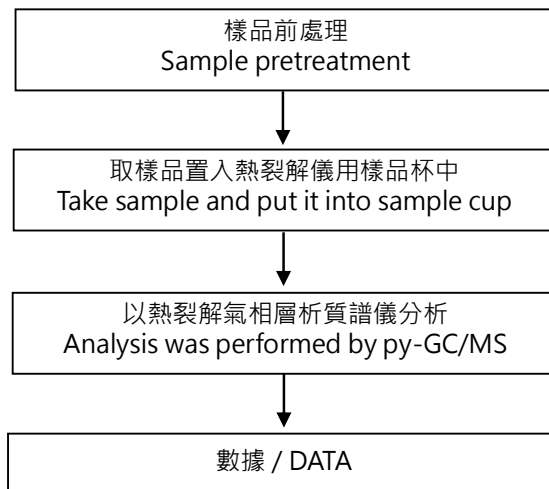 樣品前處理
Sample pretreatment
取樣品置入熱裂解儀用樣品杯中
Take sample and put it into sample cup
以熱裂解氣相層析質譜儀分析
Analysis was performed by py-GC/MS
數據 / DATA